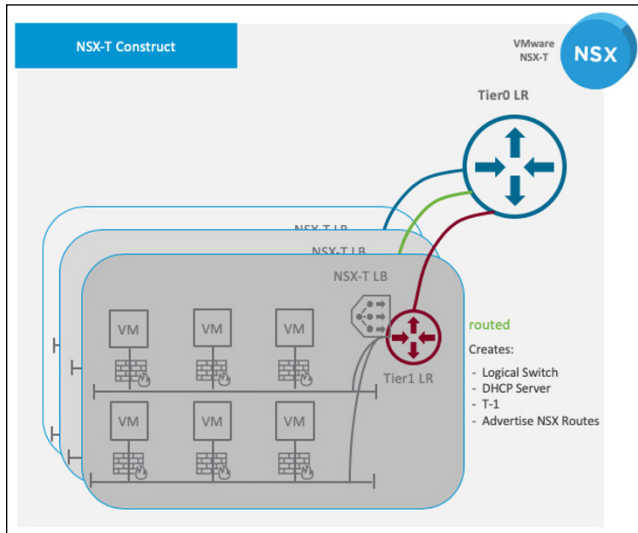 NSX-T Construct
VMware
NSX-T
NSX
Tier0 LR
NSX-T LB
NSX-T LB
NSX-T LB
VM VM VM
Tier1 LR
VM VM VM
routed
Creates:
- Logical Switch
- DHCP Server
- T-1
- Advertise NSX Routes